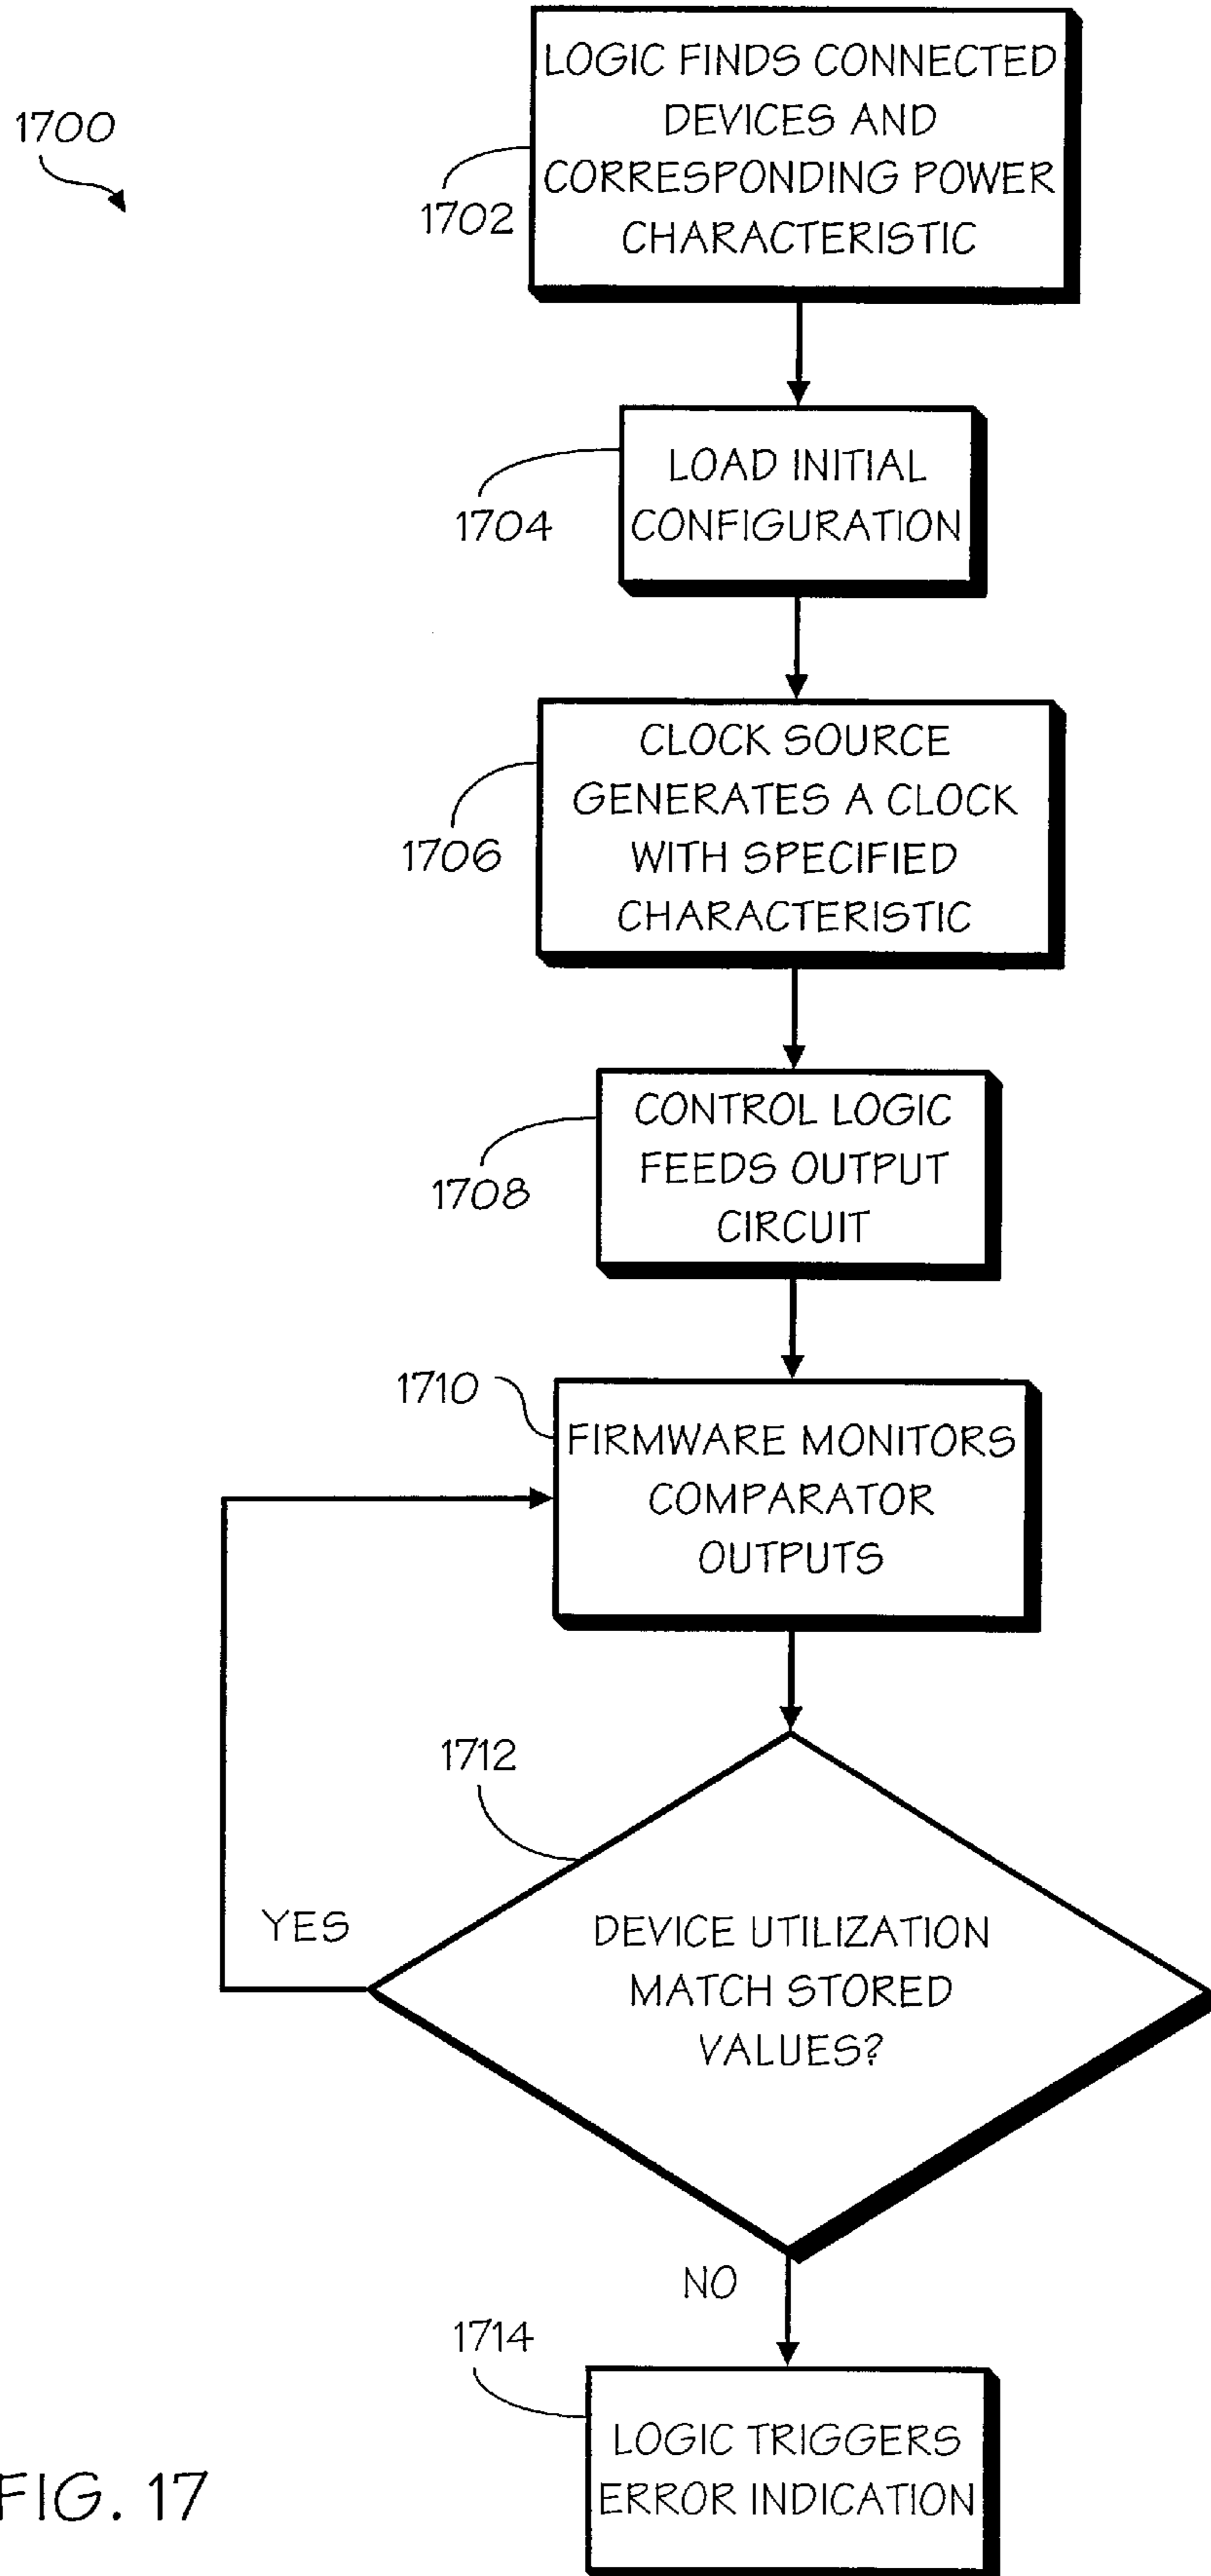 1700
LOGIC FINDS CONNECTED
DEVICES AND
CORRESPONDING POWER
CHARACTERISTIC
1702
LOAD INITIAL
CONFIGURATION
1704
CLOCK SOURCE
GENERATES A CLOCK
WITH SPECIFIED
CHARACTERISTIC
1706
CONTROL LOGIC
FEEDS OUTPUT
CIRCUIT
1708
1710
FIRMWARE MONITORS
COMPARATOR
OUTPUTS
1712
YES
DEVICE UTILIZATION
MATCH STORED
VALUES?
NO
1714
LOGIC TRIGGERS
ERROR INDICATION
FIG. 17